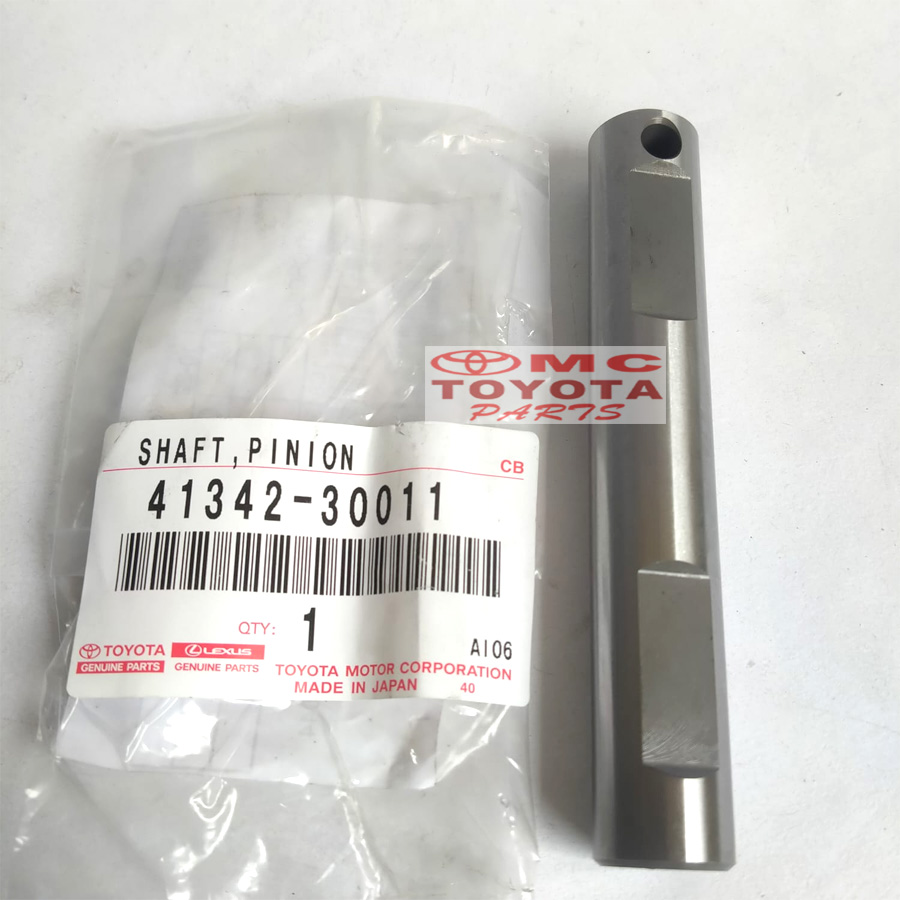 MC
TOYOTA
PARTS
SHAFT,PINION
CB
41342-30011
QTY: 1
AI06
TOYOTA
GENUINE PARTS
LEXUS
GENUINE PARTS
TOYOTA MOTOR CORPORATION
MADE IN JAPAN 40